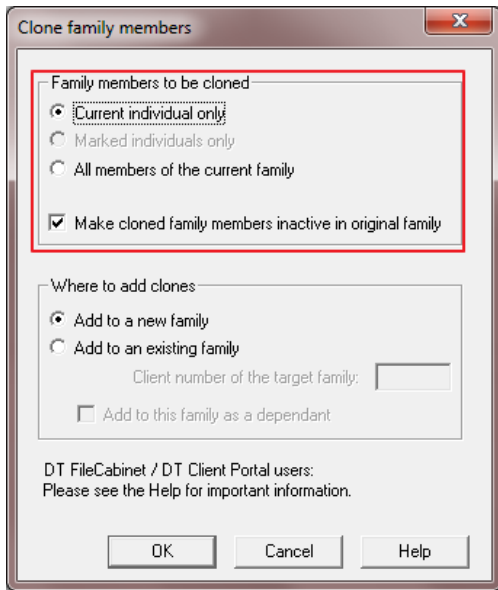 Clone family members
Family members to be cloned
Current individual only
Marked individuals only
All members of the current family
Make cloned family members inactive in original family
Where to add clones
Add to a new family
Add to an existing family
Client number of the target family:
Add to this family as a dependant
DT FileCabinet / DT Client Portal users:
Please see the Help for important information.
OK Cancel Help